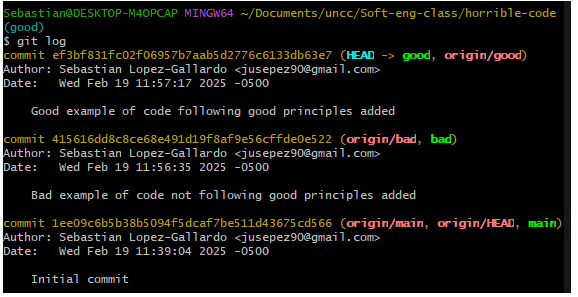 Sebastian@DESKTOP-M4OPCAP MINGW64 ~/Documents/uncc/Soft-eng-class/horrible-code
(good)
$ git log
commit ef3bf831fc02f06957b7aab5d2776c6133db63e7 (HEAD -> good, origin/good)
Author: Sebastian Lopez-Gallardo <jusepez90@gmail.com>
Date:   Wed Feb 19 11:57:17 2025 -0500
    Good example of code following good principles added
commit 415616dd8c8ce68e491d19f8af9e56cffde0e522 (origin/bad, bad)
Author: Sebastian Lopez-Gallardo <jusepez90@gmail.com>
Date:   Wed Feb 19 11:56:35 2025 -0500
    Bad example of code not following good principles added
commit 1ee09c6b5b38b5094f5dcaf7be511d43675cd566 (origin/main, origin/HEAD, main)
Author: Sebastian Lopez-Gallardo <jusepez90@gmail.com>
Date:   Wed Feb 19 11:39:04 2025 -0500
    Initial commit